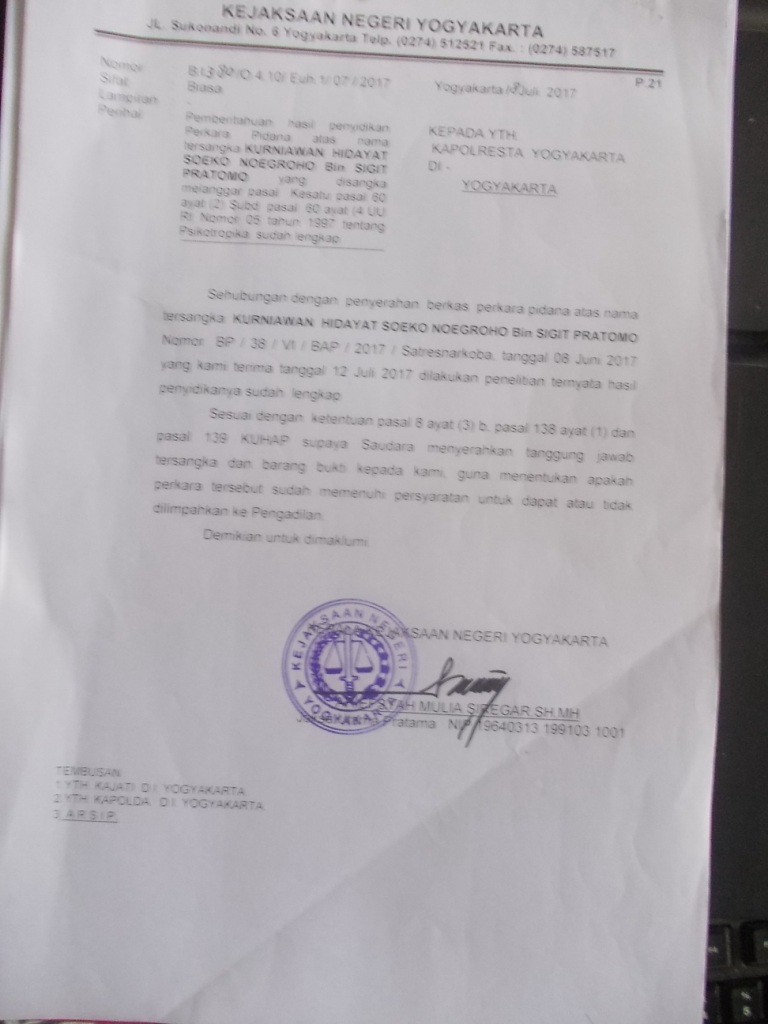 KEJAKSAAN NEGERI YOGYAKARTA
JL. Sukonandi No. 6 Yogyakarta Telp. (0274) 512521 Fax. : (0274) 587517
P.21
Nomor : B.1380/O.4.10/ Euh.1/ 07 / 2017
Sifat : Biasa.
Lampiran : -
Perihal : Pemberitahuan hasil penyidikan
Perkara Pidana atas nama
tersangka KURNIAWAN HIDAYAT
SOEKO NOEGROHO Bin SIGIT
PRATOMO yang disangka
melanggar pasal Kesatu pasal 60
ayat (2) Subd. pasal 60 ayat (4 UU
RI Nomor 05 tahun 1997 tentang
Psikotropika sudah lengkap
Yogyakarta, Juli 2017
KEPADA YTH.
KAPOLRESTA YOGYAKARTA
DI -
YOGYAKARTA
Sehubungan dengan penyerahan berkas perkara pidana atas nama
tersangka KURNIAWAN HIDAYAT SOEKO NOEGROHO Bin SIGIT PRATOMO
Nomor BP / 38 / VI / BAP / 2017 / Satresnarkoba, tanggal 08 Juni 2017
yang kami terima tanggal 12 Juli 2017 dilakukan penelitian ternyata hasil
penyidikanya sudah lengkap
Sesuai dengan ketentuan pasal 8 ayat (3) b, pasal 138 ayat (1) dan
pasal 139 KUHAP supaya Saudara menyerahkan tanggung jawab
tersangka dan barang bukti kepada kami, guna menentukan apakah
perkara tersebut sudah memenuhi persyaratan untuk dapat atau tidak
dilimpahkan ke Pengadilan.
Demikian untuk dimaklumi.
KEJAKSAAN NEGERI YOGYAKARTA
KEJAKSAAN NEGERI
YOGYAKARTA
SYAH MULIA SIREGAR.SH.MH
Pratama NIP 19640313 199103 1001
TEMBUSAN
1.YTH. KAJATI D.I. YOGYAKARTA
2.YTH. KAPOLDA D.I. YOGYAKARTA
3.A R S I P.